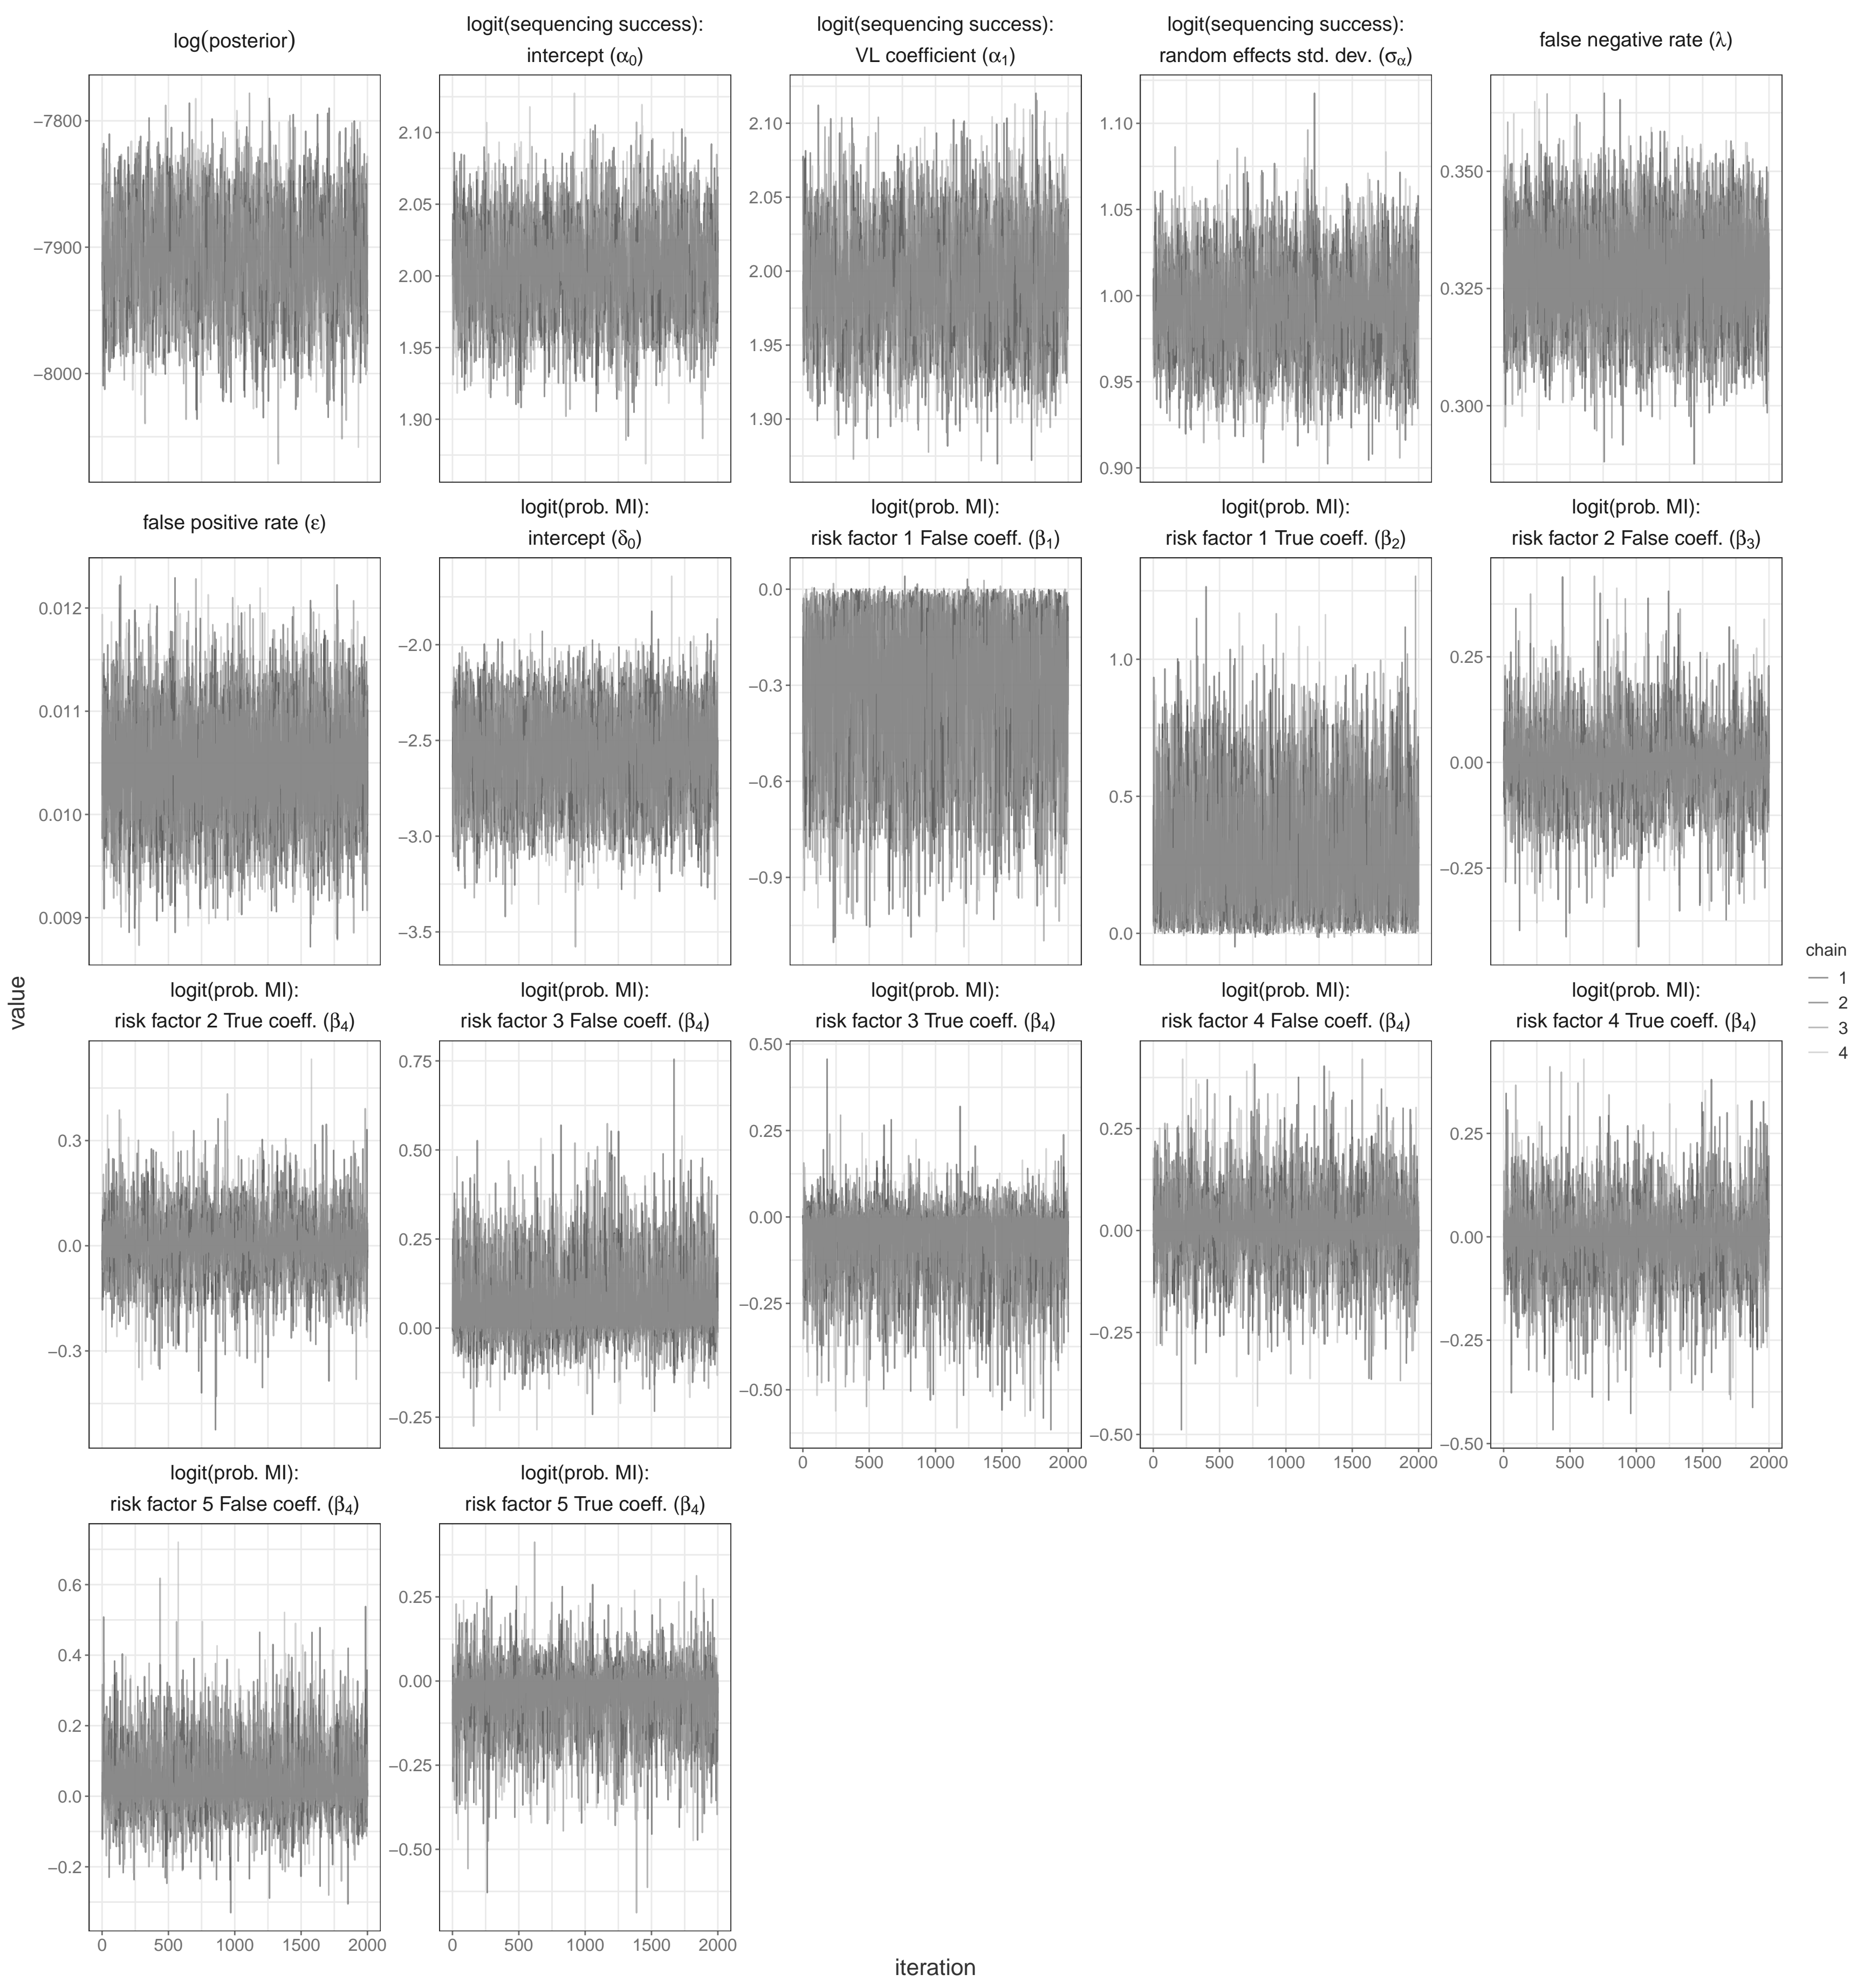 log(posterior)
logit(sequencing success):
intercept (α₀)
logit(sequencing success):
VL coefficient (α₁)
logit(sequencing success):
random effects std. dev. (σα)
false negative rate (λ)
−7800
−7900
−8000
2.10
2.05
2.00
1.95
1.90
2.10
2.05
2.00
1.95
1.90
1.10
1.05
1.00
0.95
0.90
0.350
0.325
0.300
false positive rate (ε)
logit(prob. MI):
intercept (δ₀)
logit(prob. MI):
risk factor 1 False coeff. (β₁)
logit(prob. MI):
risk factor 1 True coeff. (β₂)
logit(prob. MI):
risk factor 2 False coeff. (β₃)
0.012
0.011
0.010
0.009
−2.0
−2.5
−3.0
−3.5
0.0
−0.3
−0.6
−0.9
1.0
0.5
0.0
0.25
0.00
−0.25
logit(prob. MI):
risk factor 2 True coeff. (β₄)
logit(prob. MI):
risk factor 3 False coeff. (β₄)
logit(prob. MI):
risk factor 3 True coeff. (β₄)
logit(prob. MI):
risk factor 4 False coeff. (β₄)
logit(prob. MI):
risk factor 4 True coeff. (β₄)
0.3
0.0
−0.3
0.75
0.50
0.25
0.00
−0.25
0.50
0.25
0.00
−0.25
−0.50
0.25
0.00
−0.25
−0.50
0.25
0.00
−0.25
−0.50
0 500 1000 1500 2000
0 500 1000 1500 2000
0 500 1000 1500 2000
logit(prob. MI):
risk factor 5 False coeff. (β₄)
logit(prob. MI):
risk factor 5 True coeff. (β₄)
0.6
0.4
0.2
0.0
−0.2
0.25
0.00
−0.25
−0.50
0 500 1000 1500 2000
0 500 1000 1500 2000
value
iteration
chain
1
2
3
4